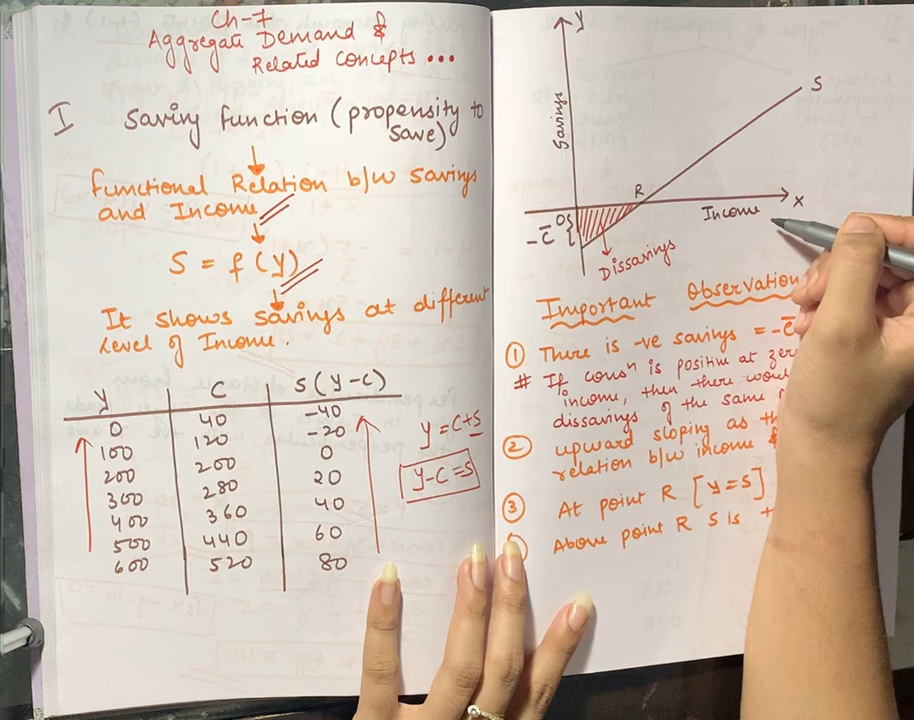 Ch-7
Aggregate Demand &
Related concepts ...
I Saving function (propensity to
save)
functional Relation b/w savings
and Income
S = f (y)
It shows savings at different
level of Income.
y C S (y-c)
0 40 -40
100 120 -20
200 200 0
300 280 20
400 360 40
500 440 60
600 520 80
y = C+S
y-C = S
y
Savings
S
R
X
O
Income
-C̅
Dissavings
Important Observation
① There is -ve savings = -C̅
# If consⁿ is positive at
income, then there
dissavings of the same
② upward sloping as
relation b/w income
③ At point R [y=S]
Above point R S is +